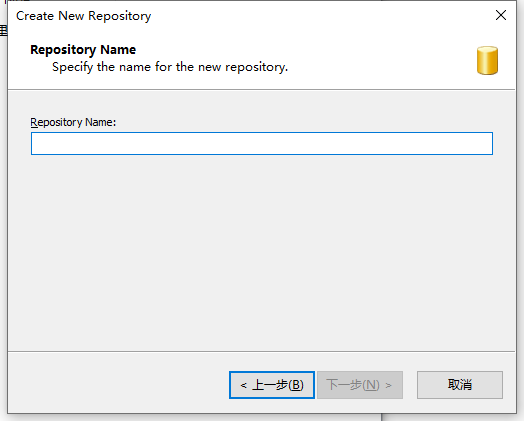 Create New Repository
Repository Name
Specify the name for the new repository.
Repository Name:
< 上一步(B)
下一步(N) >
取消